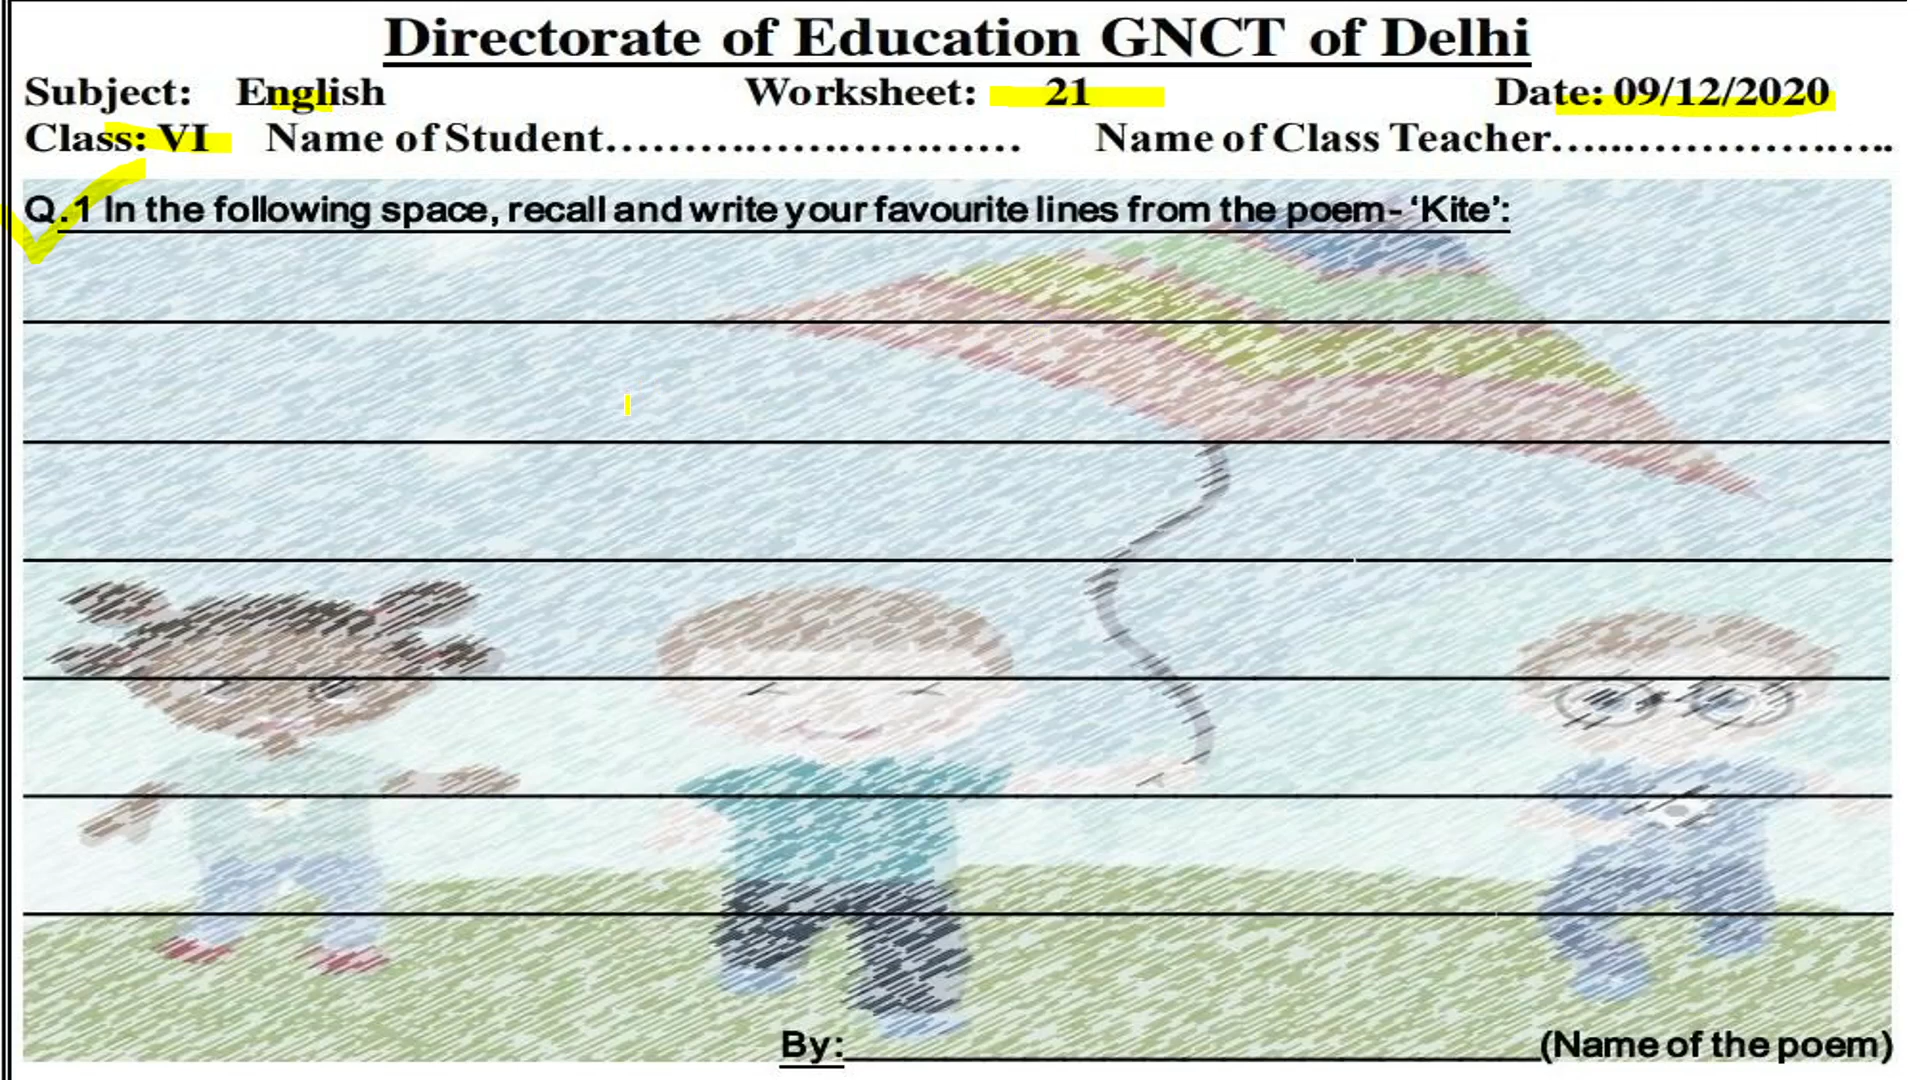 Directorate of Education GNCT of Delhi
Subject: English Worksheet: 21 Date: 09/12/2020
Class: VI Name of Student.................................... Name of Class Teacher..............................
Q.1 In the following space, recall and write your favourite lines from the poem- ‘Kite’:
By:____________________(Name of the poem)